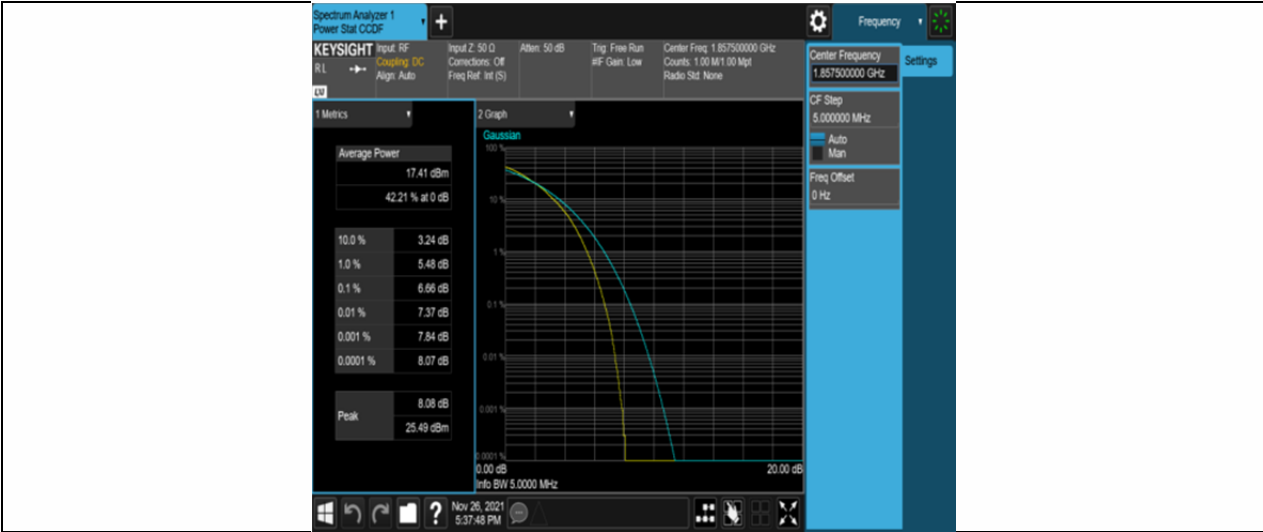 Spectrum Analyzer 1
Power Stat CCDF
Frequency
KEYSIGHT
RL
LV
Input: RF
Coupling: DC
Align: Auto
Input Z: 50 Ω
Corrections: Off
Freq Ref: Int (S)
Atten: 50 dB
Trig: Free Run
#IF Gain: Low
Center Freq: 1.857500000 GHz
Counts: 1.00 M/1.00 Mpt
Radio Std: None
Center Frequency
1.857500000 GHz
Settings
CF Step
5.000000 MHz
Auto
Man
Freq Offset
0 Hz
1 Metrics
Average Power
17.41 dBm
42.21 % at 0 dB
10.0 % 3.24 dB
1.0 % 5.48 dB
0.1 % 6.66 dB
0.01 % 7.37 dB
0.001 % 7.84 dB
0.0001 % 8.07 dB
Peak
8.08 dB
25.49 dBm
2 Graph
Gaussian
100 %
10 %
1 %
0.1 %
0.01 %
0.001 %
0.0001 %
0.00 dB 20.00 dB
Info BW 5.0000 MHz
?
Nov 26, 2021
5:37:48 PM